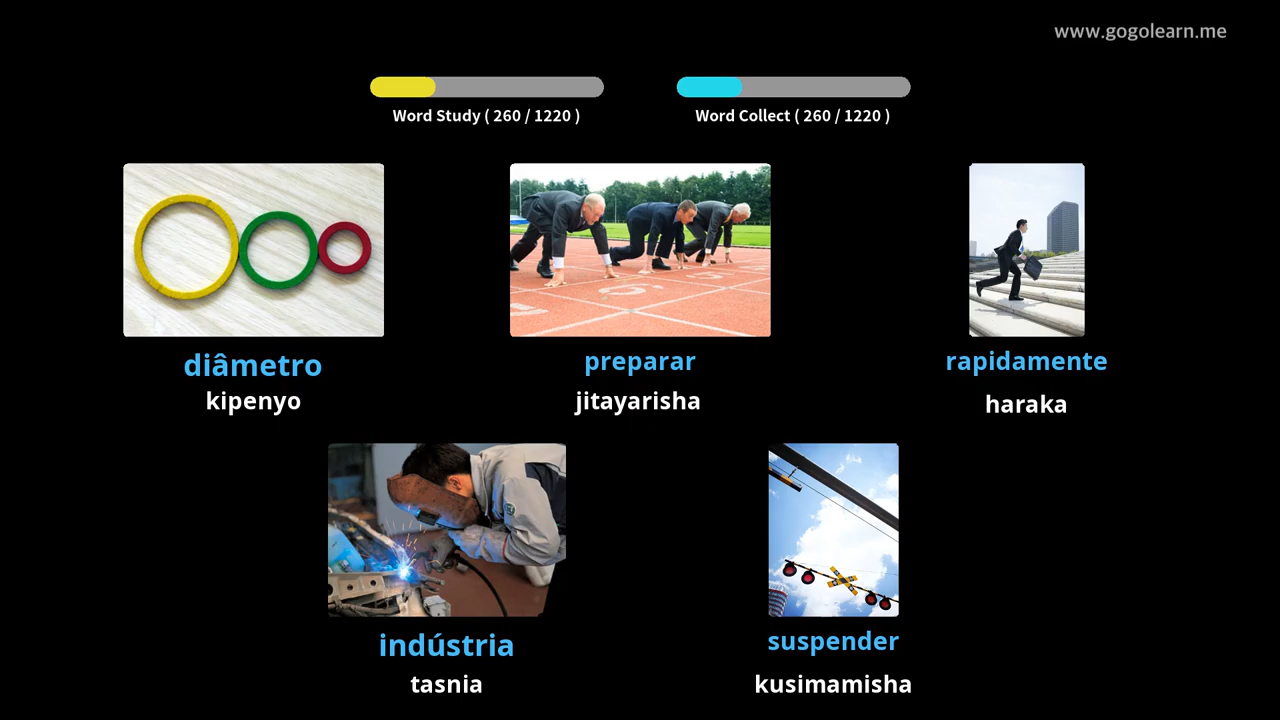 www.gogolearn.me
Word Study ( 260 / 1220 )
Word Collect ( 260 / 1220 )
diâmetro
kipenyo
preparar
jitayarisha
rapidamente
haraka
indústria
tasnia
suspender
kusimamisha